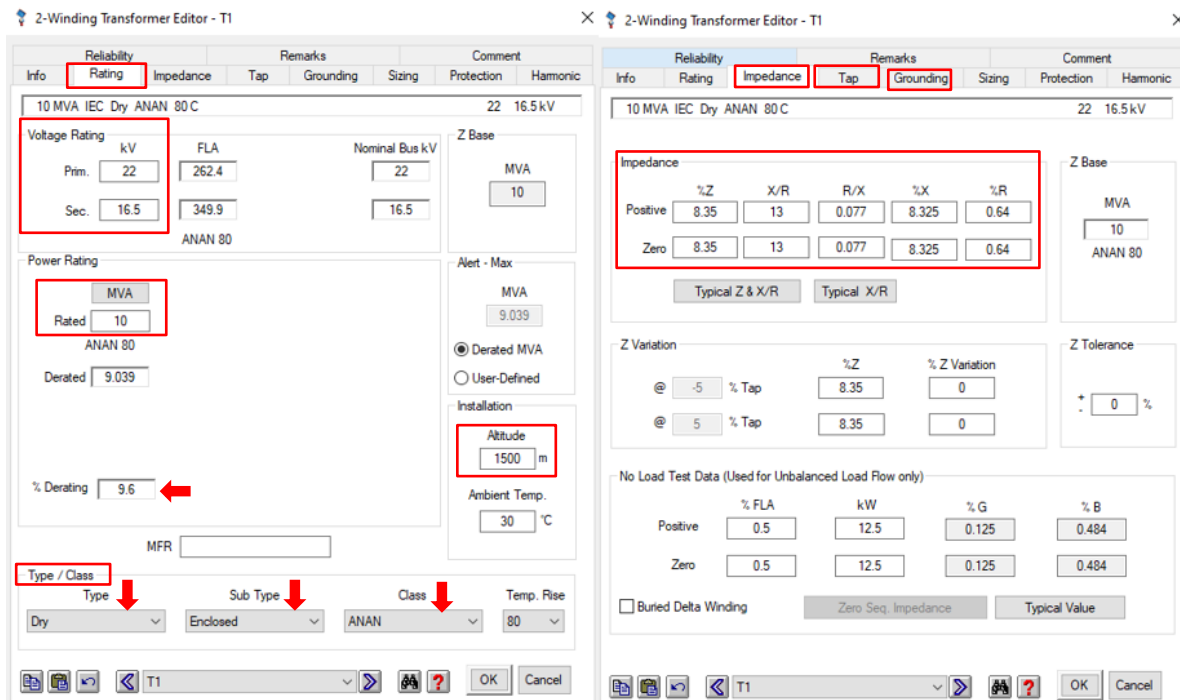 2-Winding Transformer Editor - T1
Reliability Remarks Comment
Info Rating Impedance Tap Grounding Sizing Protection Harmonic
10 MVA IEC Dry ANAN 80 C 22 16.5 kV
Voltage Rating
kV FLA Nominal Bus kV
Prim. 22 262.4 22
Sec. 16.5 349.9 16.5
ANAN 80
Z Base
MVA
10
Power Rating
MVA
Rated 10
ANAN 80
Derated 9.039
% Derating 9.6
Alert - Max
MVA
9.039
Derated MVA
User-Defined
Installation
Altitude
1500 m
Ambient Temp.
30 °C
MFR
Type / Class
Type Sub Type Class Temp. Rise
Dry Enclosed ANAN 80
T1 ? OK Cancel
2-Winding Transformer Editor - T1
Reliability Remarks Comment
Info Rating Impedance Tap Grounding Sizing Protection Harmonic
10 MVA IEC Dry ANAN 80 C 22 16.5 kV
Impedance
%Z X/R R/X %X %R
Positive 8.35 13 0.077 8.325 0.64
Zero 8.35 13 0.077 8.325 0.64
Typical Z & X/R Typical X/R
Z Base
MVA
10
ANAN 80
Z Variation
%Z % Z Variation
@ -5 % Tap 8.35 0
@ 5 % Tap 8.35 0
Z Tolerance
+
- 0 %
No Load Test Data (Used for Unbalanced Load Flow only)
% FLA kW % G % B
Positive 0.5 12.5 0.125 0.484
Zero 0.5 12.5 0.125 0.484
Buried Delta Winding Zero Seq. Impedance Typical Value
T1 ? OK Cancel